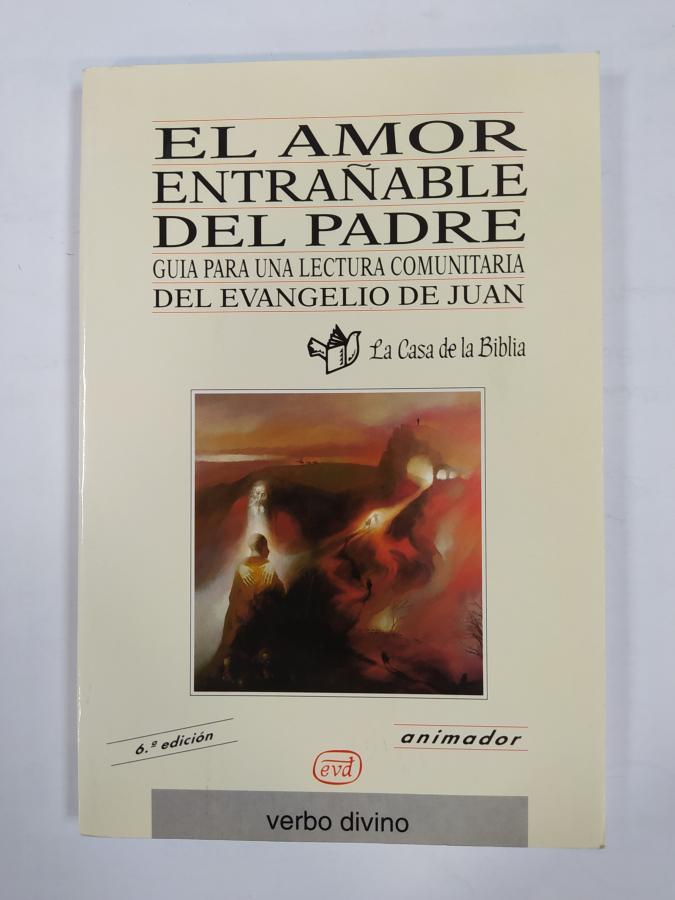 EL AMOR
ENTRAÑABLE
DEL PADRE
GUIA PARA UNA LECTURA COMUNITARIA
DEL EVANGELIO DE JUAN
La Casa de la Biblia
6.ª edición
animador
evd
verbo divino